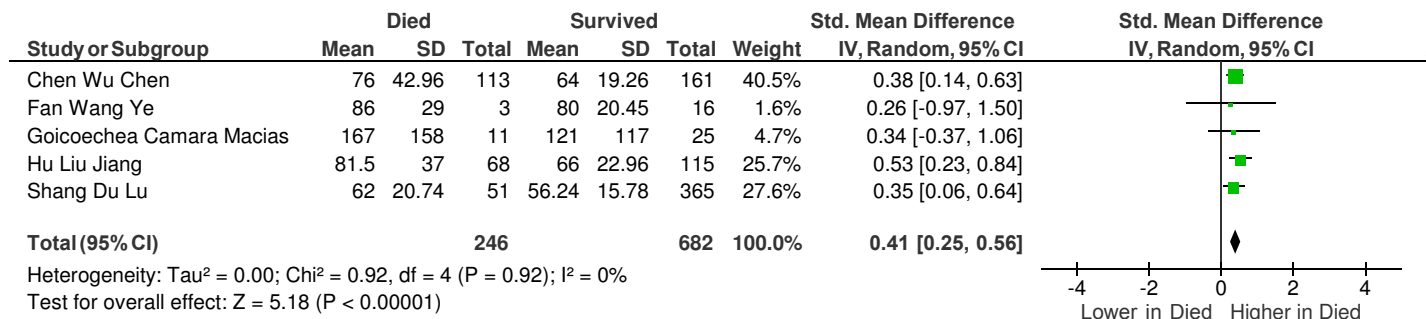 Died Survived Std. Mean Difference Std. Mean Difference
Study or Subgroup Mean SD Total Mean SD Total Weight IV, Random, 95% CI IV, Random, 95% CI
Chen Wu Chen 76 42.96 113 64 19.26 161 40.5% 0.38 [0.14, 0.63]
Fan Wang Ye 86 29 3 80 20.45 16 1.6% 0.26 [-0.97, 1.50]
Goicoechea Camara Macias 167 158 11 121 117 25 4.7% 0.34 [-0.37, 1.06]
Hu Liu Jiang 81.5 37 68 66 22.96 115 25.7% 0.53 [0.23, 0.84]
Shang Du Lu 62 20.74 51 56.24 15.78 365 27.6% 0.35 [0.06, 0.64]
Total (95% CI) 246 682 100.0% 0.41 [0.25, 0.56]
Heterogeneity: Tau² = 0.00; Chi² = 0.92, df = 4 (P = 0.92); I² = 0%
Test for overall effect: Z = 5.18 (P < 0.00001)
-4 -2 0 2 4
Lower in Died Higher in Died